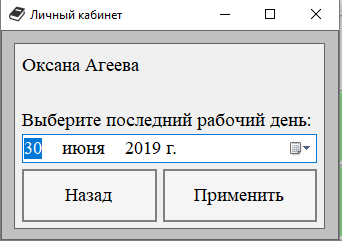 Личный кабинет
Оксана Агеева
Выберите последний рабочий день:
30 июня 2019 г.
Назад Применить